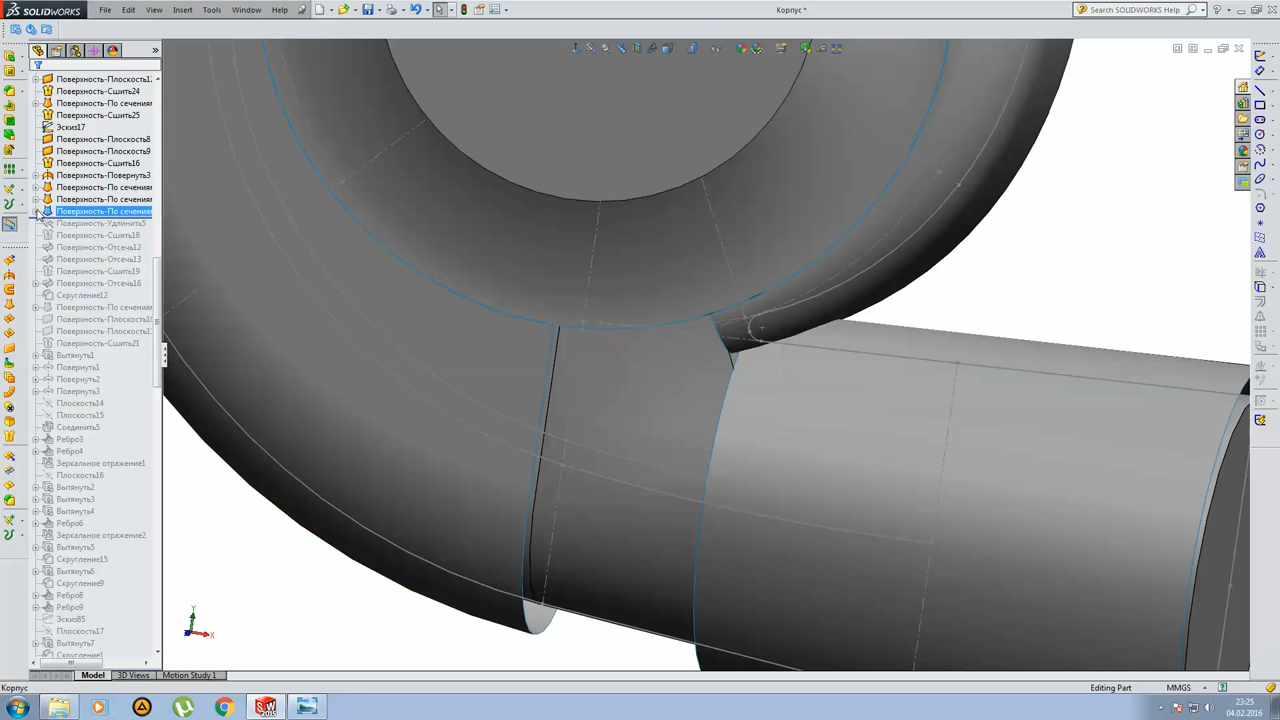 SOLIDWORKS
File Edit View Insert Tools Window Help
Корпус *
Search SOLIDWORKS Help
Поверхность-Плоскость12
Поверхность-Сшить24
Поверхность-По сечениям
Поверхность-Сшить25
Эскиз17
Поверхность-Плоскость8
Поверхность-Плоскость9
Поверхность-Сшить16
Поверхность-Повернуть3
Поверхность-По сечениям
Поверхность-По сечениям
Поверхность-По сечениям
Поверхность-Удлинить5
Поверхность-Сшить18
Поверхность-Отсечь12
Поверхность-Отсечь13
Поверхность-Сшить19
Поверхность-Отсечь16
Скругление12
Поверхность-По сечениям
Поверхность-Плоскость1
Поверхность-Плоскость1
Поверхность-Сшить21
Вытянуть1
Повернуть1
Повернуть2
Повернуть3
Плоскость14
Плоскость15
Соединить5
Ребро3
Ребро4
Зеркальное отражение1
Плоскость16
Вытянуть2
Вытянуть3
Вытянуть4
Ребро6
Зеркальное отражение2
Вытянуть5
Скругление15
Вытянуть6
Скругление9
Ребро8
Ребро9
Эскиз85
Плоскость17
Вытянуть7
Скругление1
Y
X
Model 3D Views Motion Study 1
Корпус
Editing Part MMGS
SW 2015
23:25
04.02.2016